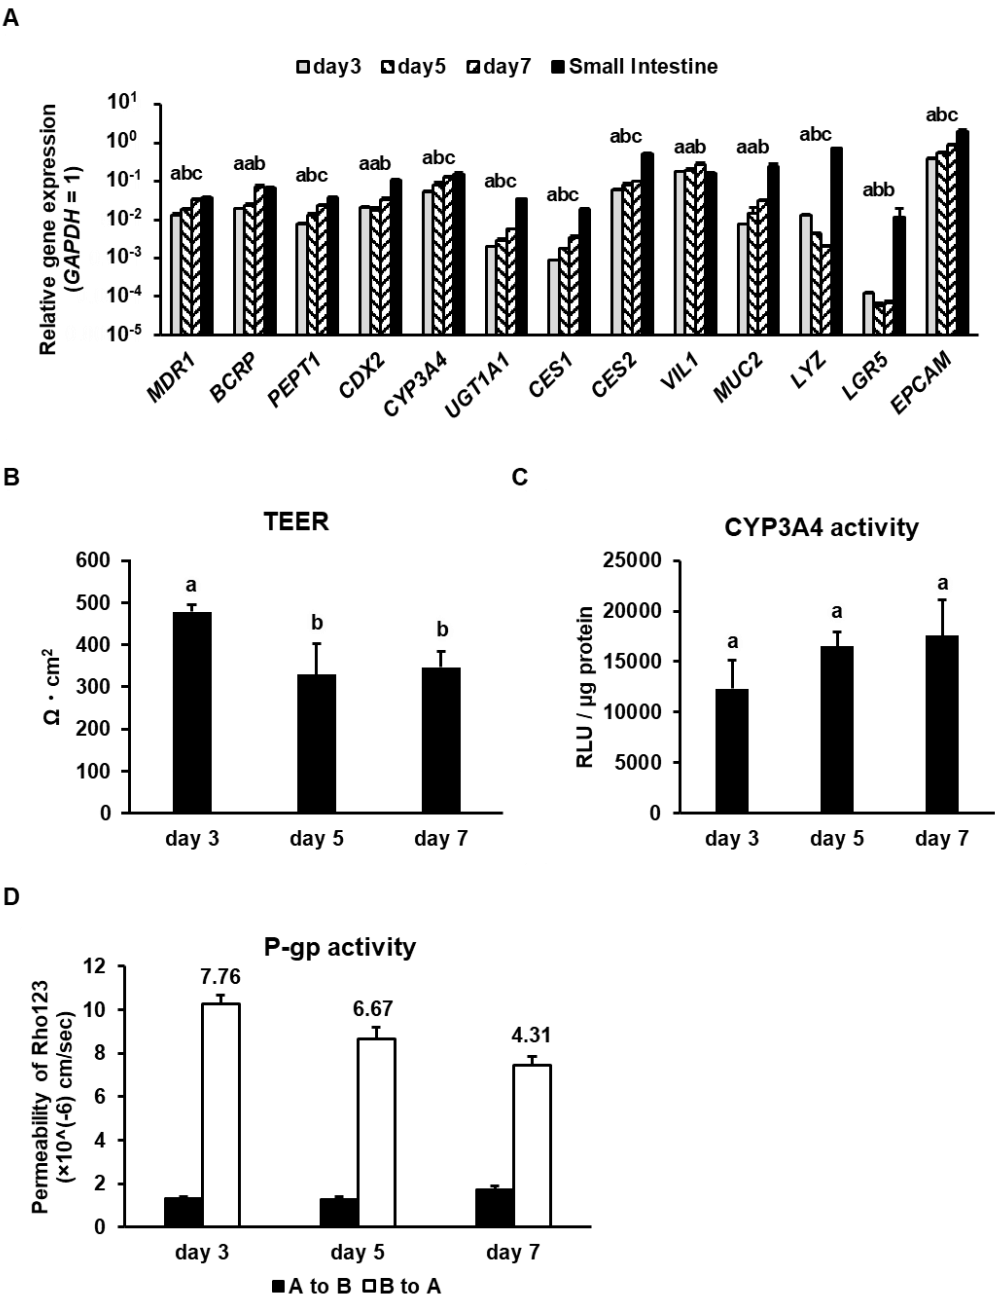 A
day3 day5 day7 Small Intestine
Relative gene expression
(GAPDH = 1)
10^1
10^0
10^-1
10^-2
10^-3
10^-4
10^-5
abc aab abc aab abc abc abc abc aab aab abc abb abc
MDR1 BCRP PEPT1 CDX2 CYP3A4 UGT1A1 CES1 CES2 VIL1 MUC2 LYZ LGR5 EPCAM
B
TEER
Ω・cm²
600
500
400
300
200
100
0
a b b
day 3 day 5 day 7
C
CYP3A4 activity
RLU / μg protein
25000
20000
15000
10000
5000
0
a a a
day 3 day 5 day 7
D
P-gp activity
Permeability of Rho123
(×10^(-6) cm/sec)
12
10
8
6
4
2
0
7.76 6.67 4.31
day 3 day 5 day 7
A to B B to A